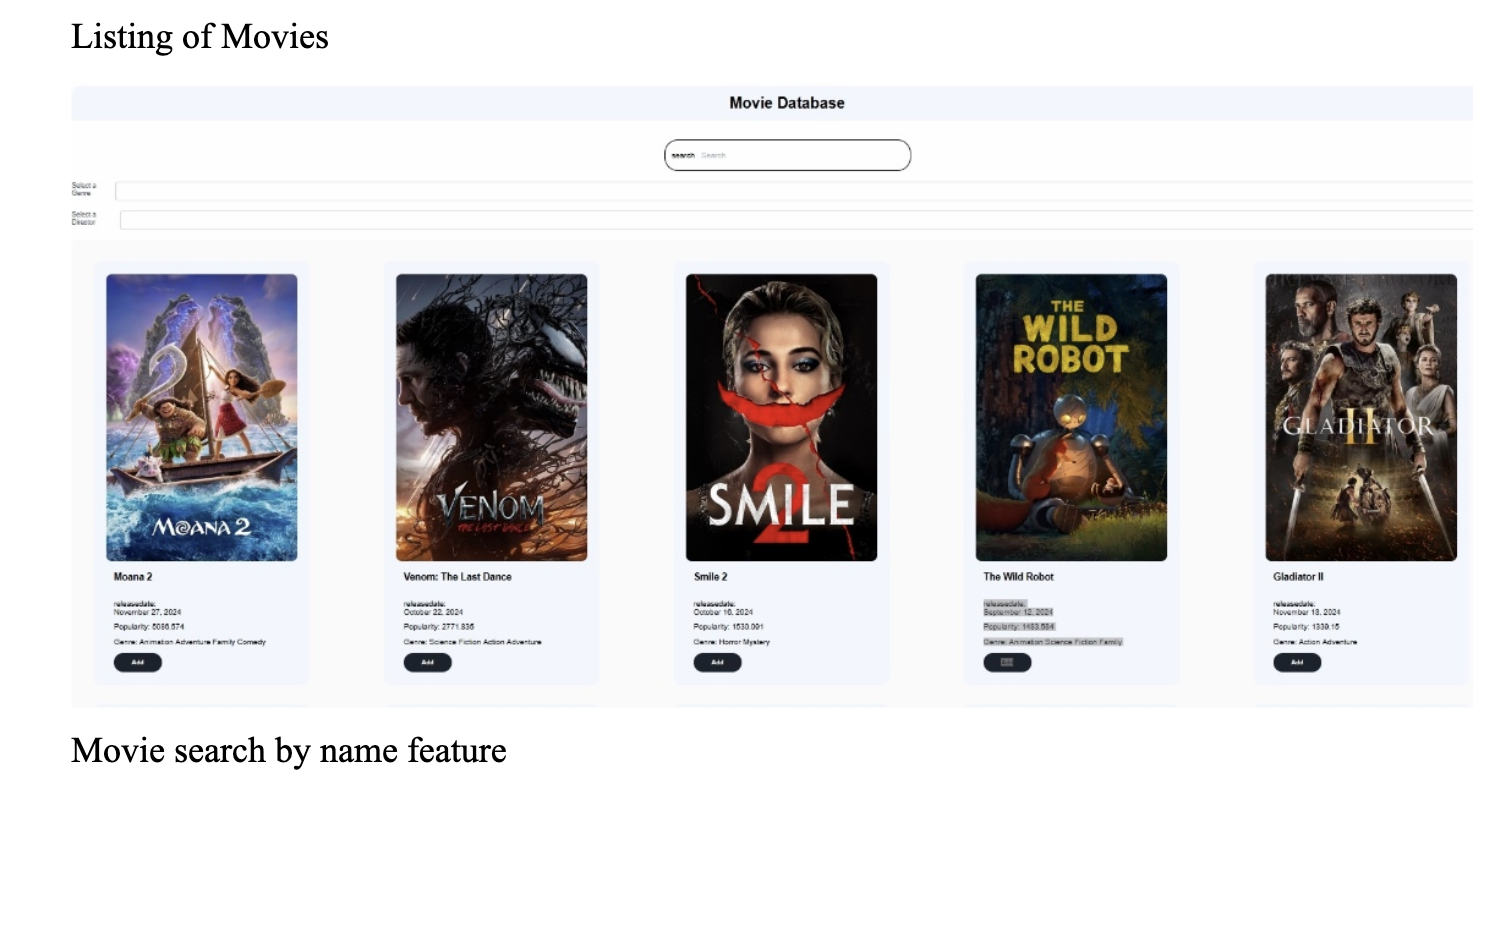 Listing of Movies
Movie Database
search Search
Select a
Genre
Select a
Director
MOANA 2
VENOM
THE LAST DANCE
SMILE
2
THE
WILD
ROBOT
GLADIATOR
II
Moana 2
releasedate:
November 27, 2024
Popularity: 5086.574
Genre: Animation Adventure Family Comedy
Add
Venom: The Last Dance
releasedate:
October 22, 2024
Popularity: 2771.835
Genre: Science Fiction Action Adventure
Add
Smile 2
releasedate:
October 16, 2024
Popularity: 1530.091
Genre: Horror Mystery
Add
The Wild Robot
releasedate:
September 12, 2024
Popularity: 1483.584
Genre: Animation Science Fiction Family
Add
Gladiator II
releasedate:
November 13, 2024
Popularity: 1339.15
Genre: Action Adventure
Add
Movie search by name feature